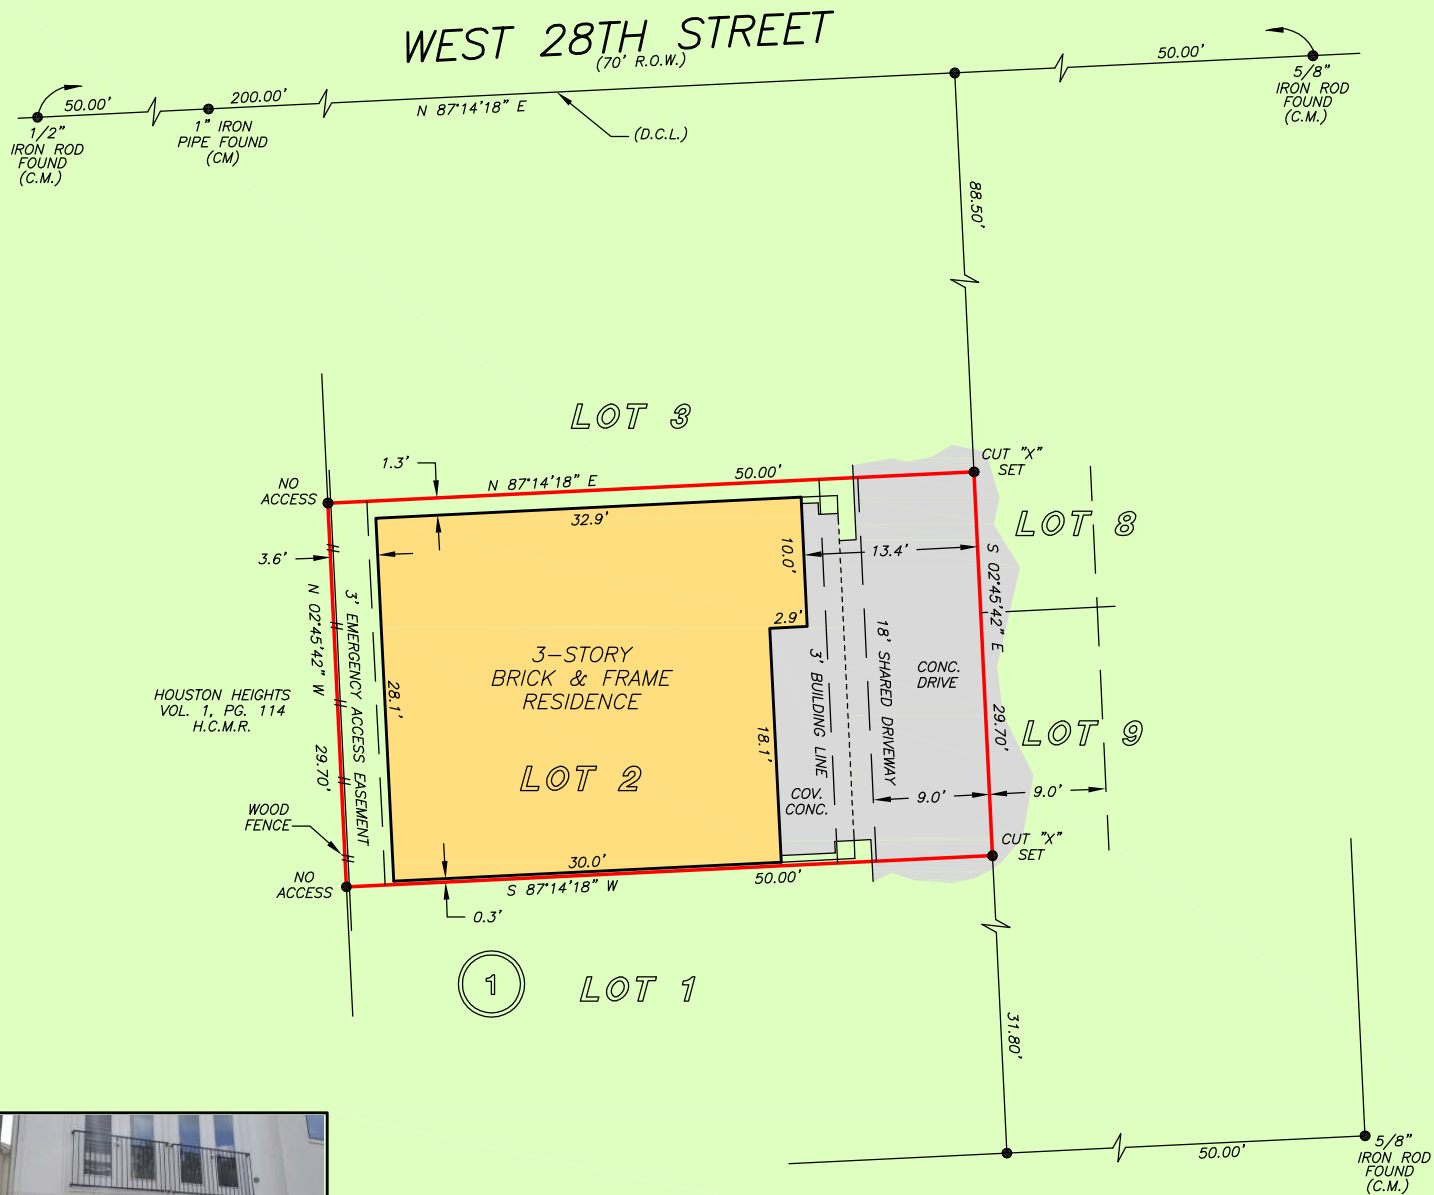 WEST 28TH STREET
(70' R.O.W.)
50.00'
200.00'
N 87°14'18" E
(D.C.L.)
50.00'
1/2"
IRON ROD
FOUND
(C.M.)
1" IRON
PIPE FOUND
(CM)
5/8"
IRON ROD
FOUND
(C.M.)
88.50'
LOT 3
1.3'
N 87°14'18" E
50.00'
CUT "X"
SET
NO
ACCESS
32.9'
LOT 8
3.6'
10.0'
13.4'
S 02°45'42" E
29.70'
N 02°45'42" W
29.70'
3' EMERGENCY ACCESS EASEMENT
2.9'
3-STORY
BRICK & FRAME
RESIDENCE
3' BUILDING LINE
18' SHARED DRIVEWAY
CONC.
DRIVE
HOUSTON HEIGHTS
VOL. 1, PG. 114
H.C.M.R.
28.1'
18.1'
LOT 9
LOT 2
COV.
CONC.
9.0'
9.0'
WOOD
FENCE
CUT "X"
SET
NO
ACCESS
30.0'
S 87°14'18" W
50.00'
0.3'
1
LOT 1
31.80'
50.00'
5/8"
IRON ROD
FOUND
(C.M.)